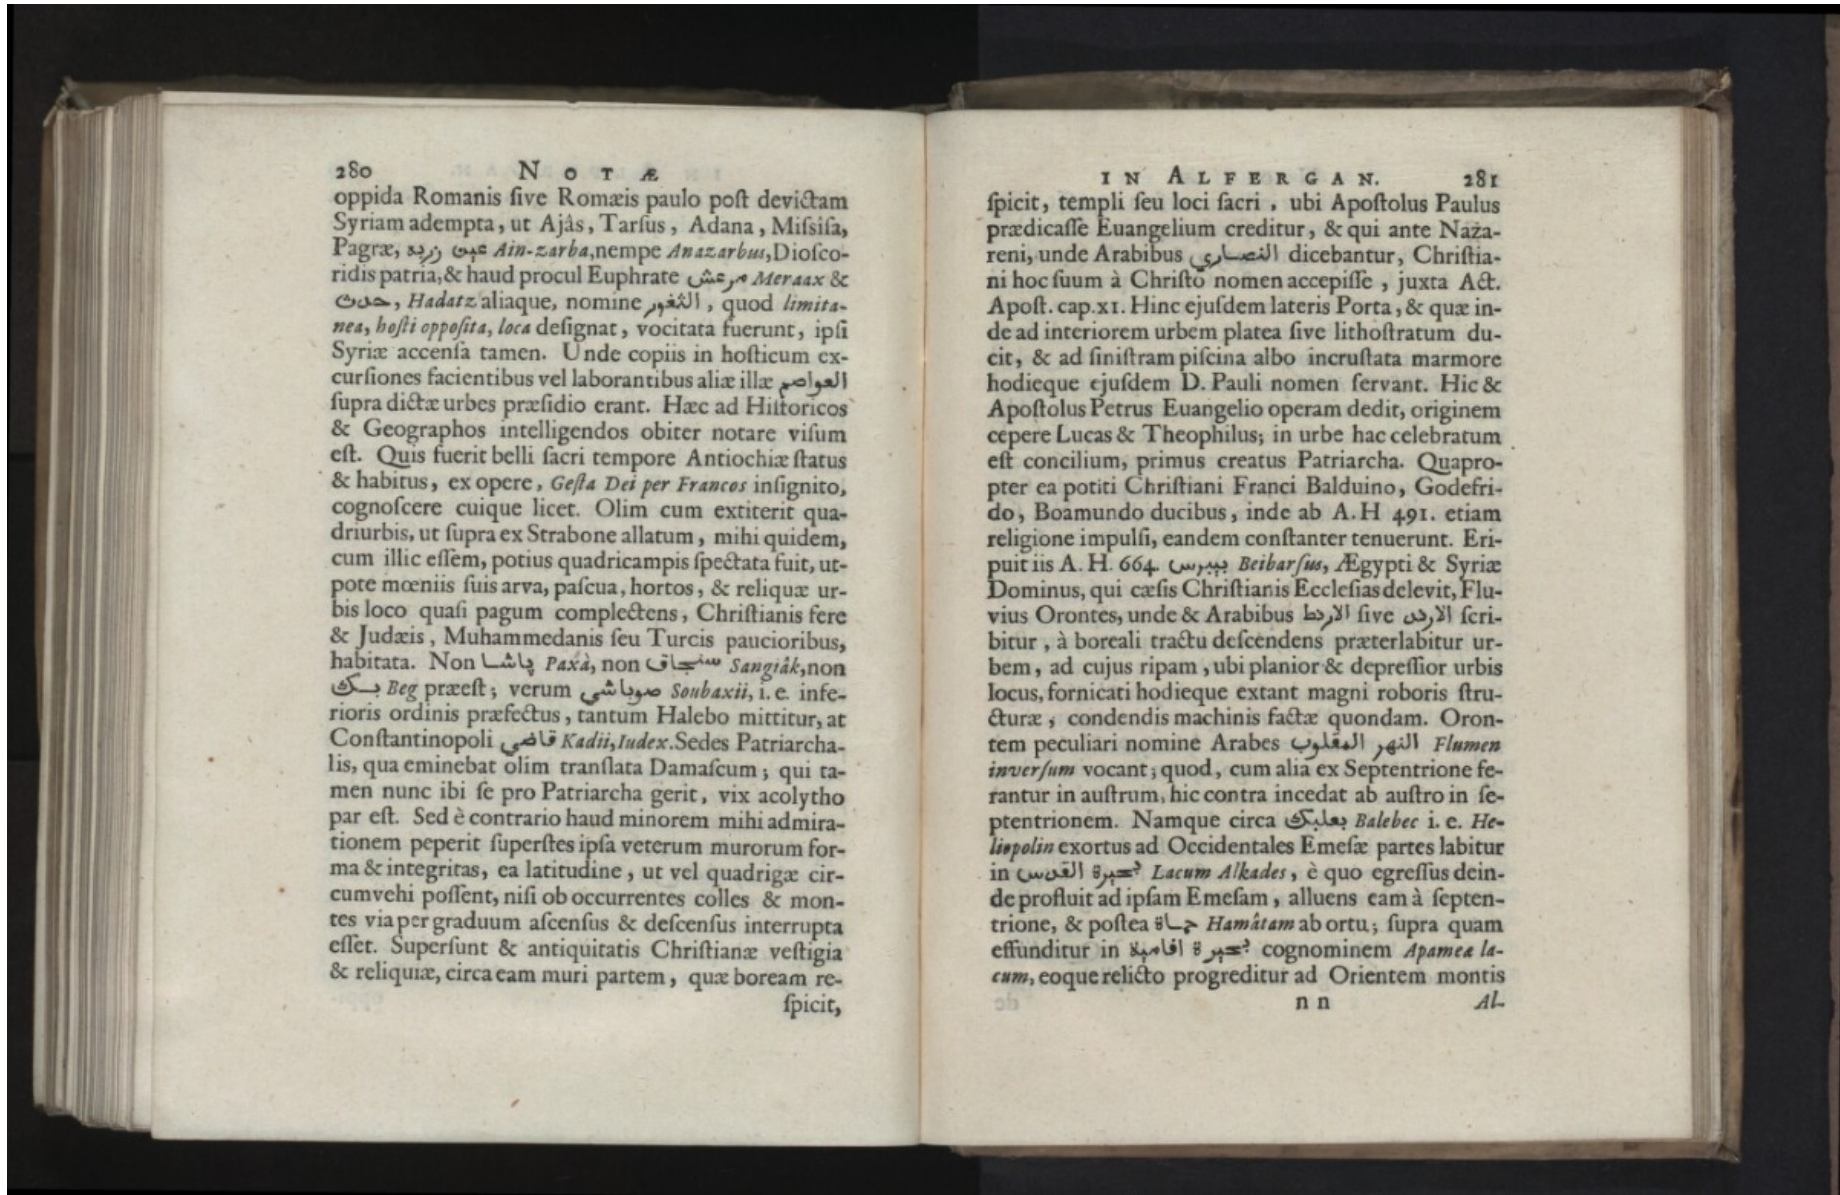 280 NOTÆ
oppida Romanis ſive Romæis paulo poſt devictam
Syriam adempta, ut Ajâs, Tarſus, Adana, Miſsiſa,
Pagræ, عين زربه Ain-zarba, nempe Anazarbus, Dioſco-
ridis patria, & haud procul Euphrate مرعش Meraax &
حدث, Hadatz aliaque, nomine الثغور, quod limita-
nea, hoſti oppoſita, loca deſignat, vocitata fuerunt, ipſi
Syriæ accenſa tamen. Unde copiis in hoſticum ex-
curſiones facientibus vel laborantibus aliæ illæ العواصم
ſupra dictæ urbes præſidio erant. Hæc ad Hiſtoricos
& Geographos intelligendos obiter notare viſum
eſt. Quis fuerit belli ſacri tempore Antiochiæ ſtatus
& habitus, ex opere, Geſta Dei per Francos inſignito,
cognoſcere cuique licet. Olim cum extiterit qua-
driurbis, ut ſupra ex Strabone allatum, mihi quidem,
cum illic eſſem, potius quadricampis ſpectata fuit, ut-
pote mœniis ſuis arva, paſcua, hortos, & reliquæ ur-
bis loco quaſi pagum complectens, Chriſtianis fere
& Judæis, Muhammedanis ſeu Turcis paucioribus,
habitata. Non پاشا Paxà, non سنجاق Sangiâk, non
بك Beg præeſt; verum صوباشي Soubaxii, i. e. infe-
rioris ordinis præfectus, tantum Halebo mittitur, at
Conſtantinopoli قاضي Kadii, Iudex. Sedes Patriarcha-
lis, qua eminebat olim tranſlata Damaſcum; qui ta-
men nunc ibi ſe pro Patriarcha gerit, vix acolytho
par eſt. Sed è contrario haud minorem mihi admira-
tionem peperit ſuperſtes ipſa veterum murorum for-
ma & integritas, ea latitudine, ut vel quadrigæ cir-
cumvehi poſſent, niſi ob occurrentes colles & mon-
tes via per graduum aſcenſus & deſcenſus interrupta
eſſet. Superſunt & antiquitatis Chriſtianæ veſtigia
& reliquiæ, circa eam muri partem, quæ boream re-
ſpicit,
IN ALFERGAN. 281
ſpicit, templi ſeu loci ſacri, ubi Apoſtolus Paulus
prædicaſſe Euangelium creditur, & qui ante Naza-
reni, unde Arabibus النصاري dicebantur, Chriſtia-
ni hoc ſuum à Chriſto nomen accepiſſe, juxta Act.
Apoſt. cap. XI. Hinc ejuſdem lateris Porta, & quæ in-
de ad interiorem urbem platea ſive lithoſtratum du-
cit, & ad ſiniſtram piſcina albo incruſtata marmore
hodieque ejuſdem D. Pauli nomen ſervant. Hic &
Apoſtolus Petrus Euangelio operam dedit, originem
cepere Lucas & Theophilus; in urbe hac celebratum
eſt concilium, primus creatus Patriarcha. Quapro-
pter ea potiti Chriſtiani Franci Balduino, Godefri-
do, Boamundo ducibus, inde ab A. H 491. etiam
religione impulſi, eandem conſtanter tenuerunt. Eri-
puit iis A. H. 664. بيبرس Beibarſus, Ægypti & Syriæ
Dominus, qui cæſis Chriſtianis Eccleſias delevit, Flu-
vius Orontes, unde & Arabibus الارنط ſive الاردن ſcri-
bitur, à boreali tractu deſcendens præterlabitur ur-
bem, ad cujus ripam, ubi planior & depreſſior urbis
locus, fornicati hodieque extant magni roboris ſtru-
cturæ, condendis machinis factæ quondam. Oron-
tem peculiari nomine Arabes النهر المقلوب Flumen
inverſum vocant; quod, cum alia ex Septentrione fe-
rantur in auſtrum, hic contra incedat ab auſtro in ſe-
ptentrionem. Namque circa بعلبك Balebec i. e. He-
liopolin exortus ad Occidentales Emeſæ partes labitur
in بحيرة القدس Lacum Alkades, è quo egreſſus dein-
de profluit ad ipſam Emeſam, alluens eam à ſepten-
trione, & poſtea حماة Hamâtam ab ortu; ſupra quam
effunditur in بحيرة افامية cognominem Apameæ la-
cum, eoque relicto progreditur ad Orientem montis
n n Al-